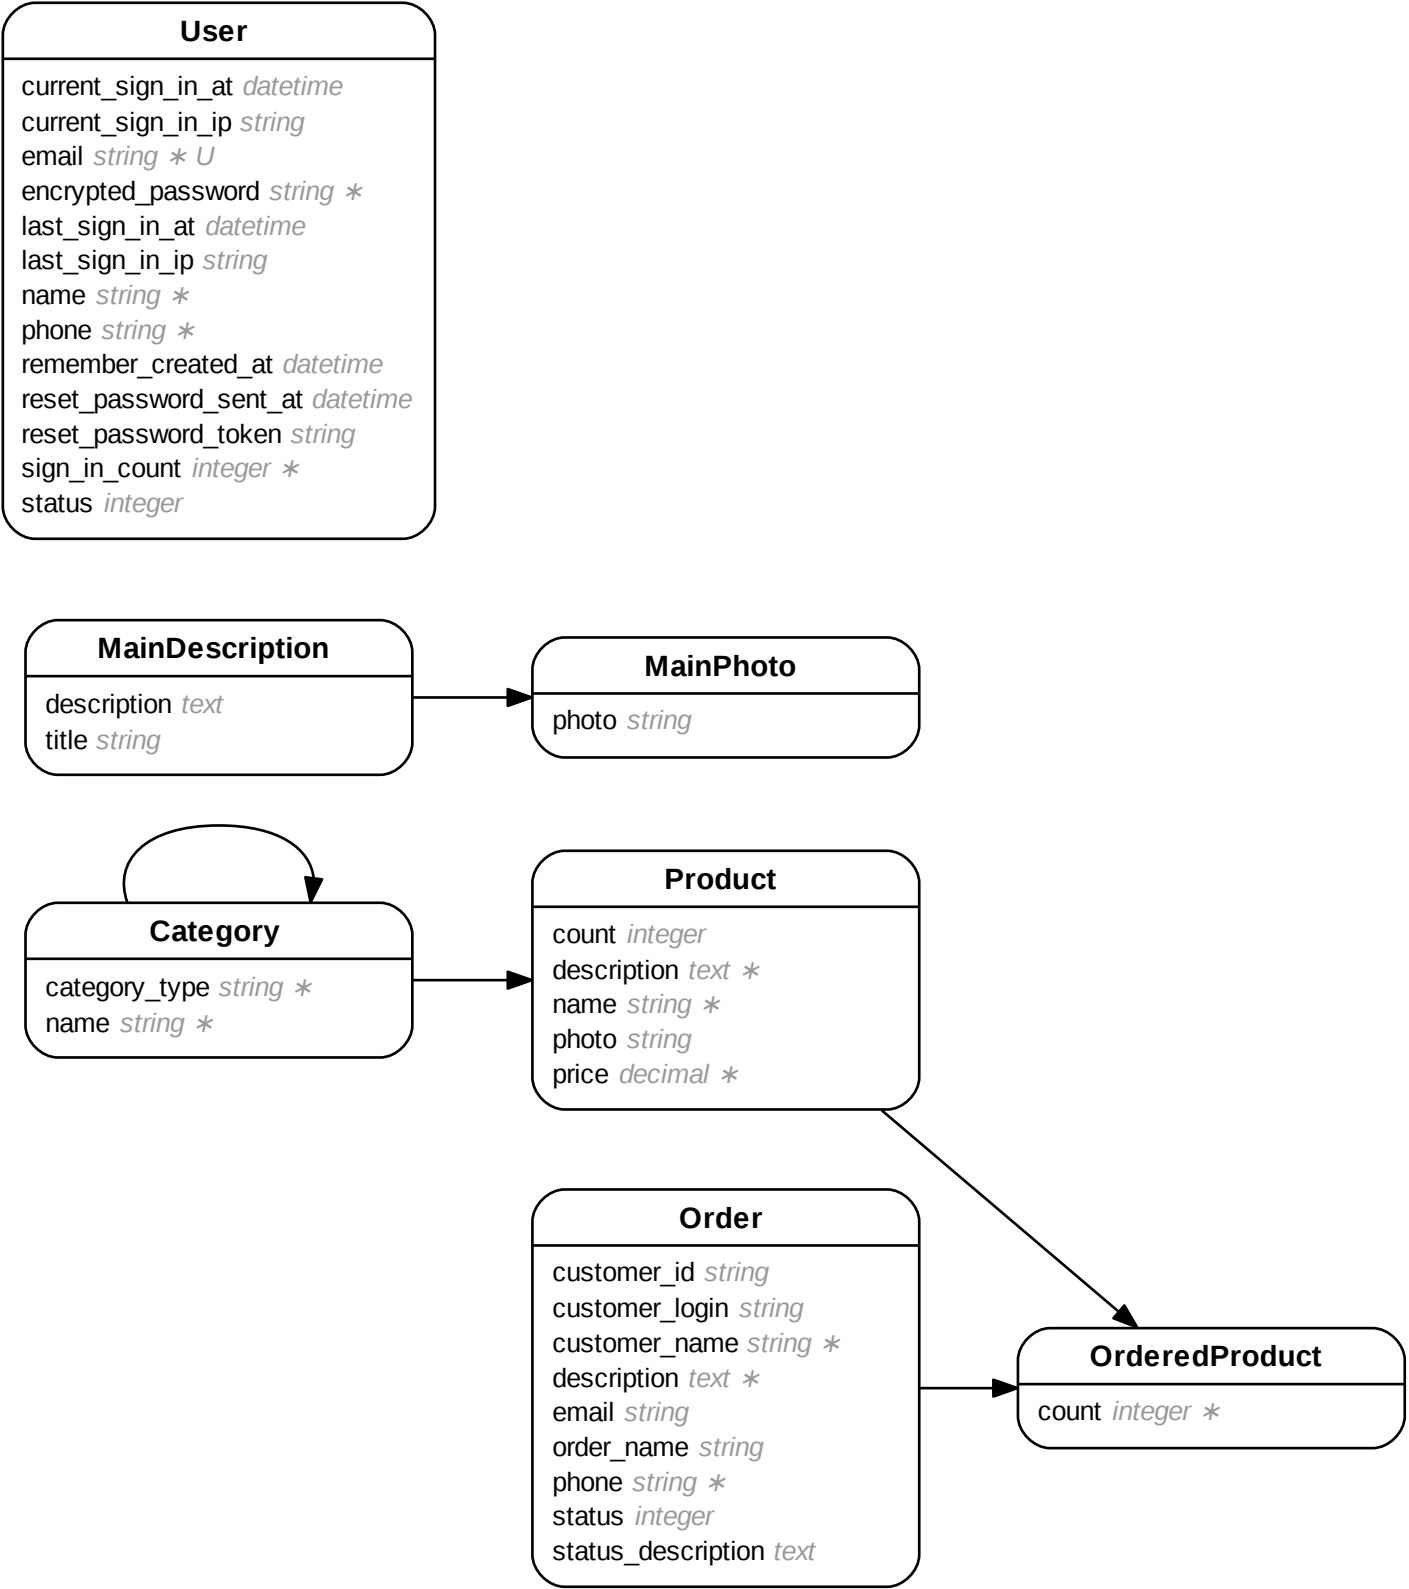 User
current_sign_in_at datetime
current_sign_in_ip string
email string ∗ U
encrypted_password string ∗
last_sign_in_at datetime
last_sign_in_ip string
name string ∗
phone string ∗
remember_created_at datetime
reset_password_sent_at datetime
reset_password_token string
sign_in_count integer ∗
status integer
MainDescription
description text
title string
MainPhoto
photo string
Category
category_type string ∗
name string ∗
Product
count integer
description text ∗
name string ∗
photo string
price decimal ∗
Order
customer_id string
customer_login string
customer_name string ∗
description text ∗
email string
order_name string
phone string ∗
status integer
status_description text
OrderedProduct
count integer ∗